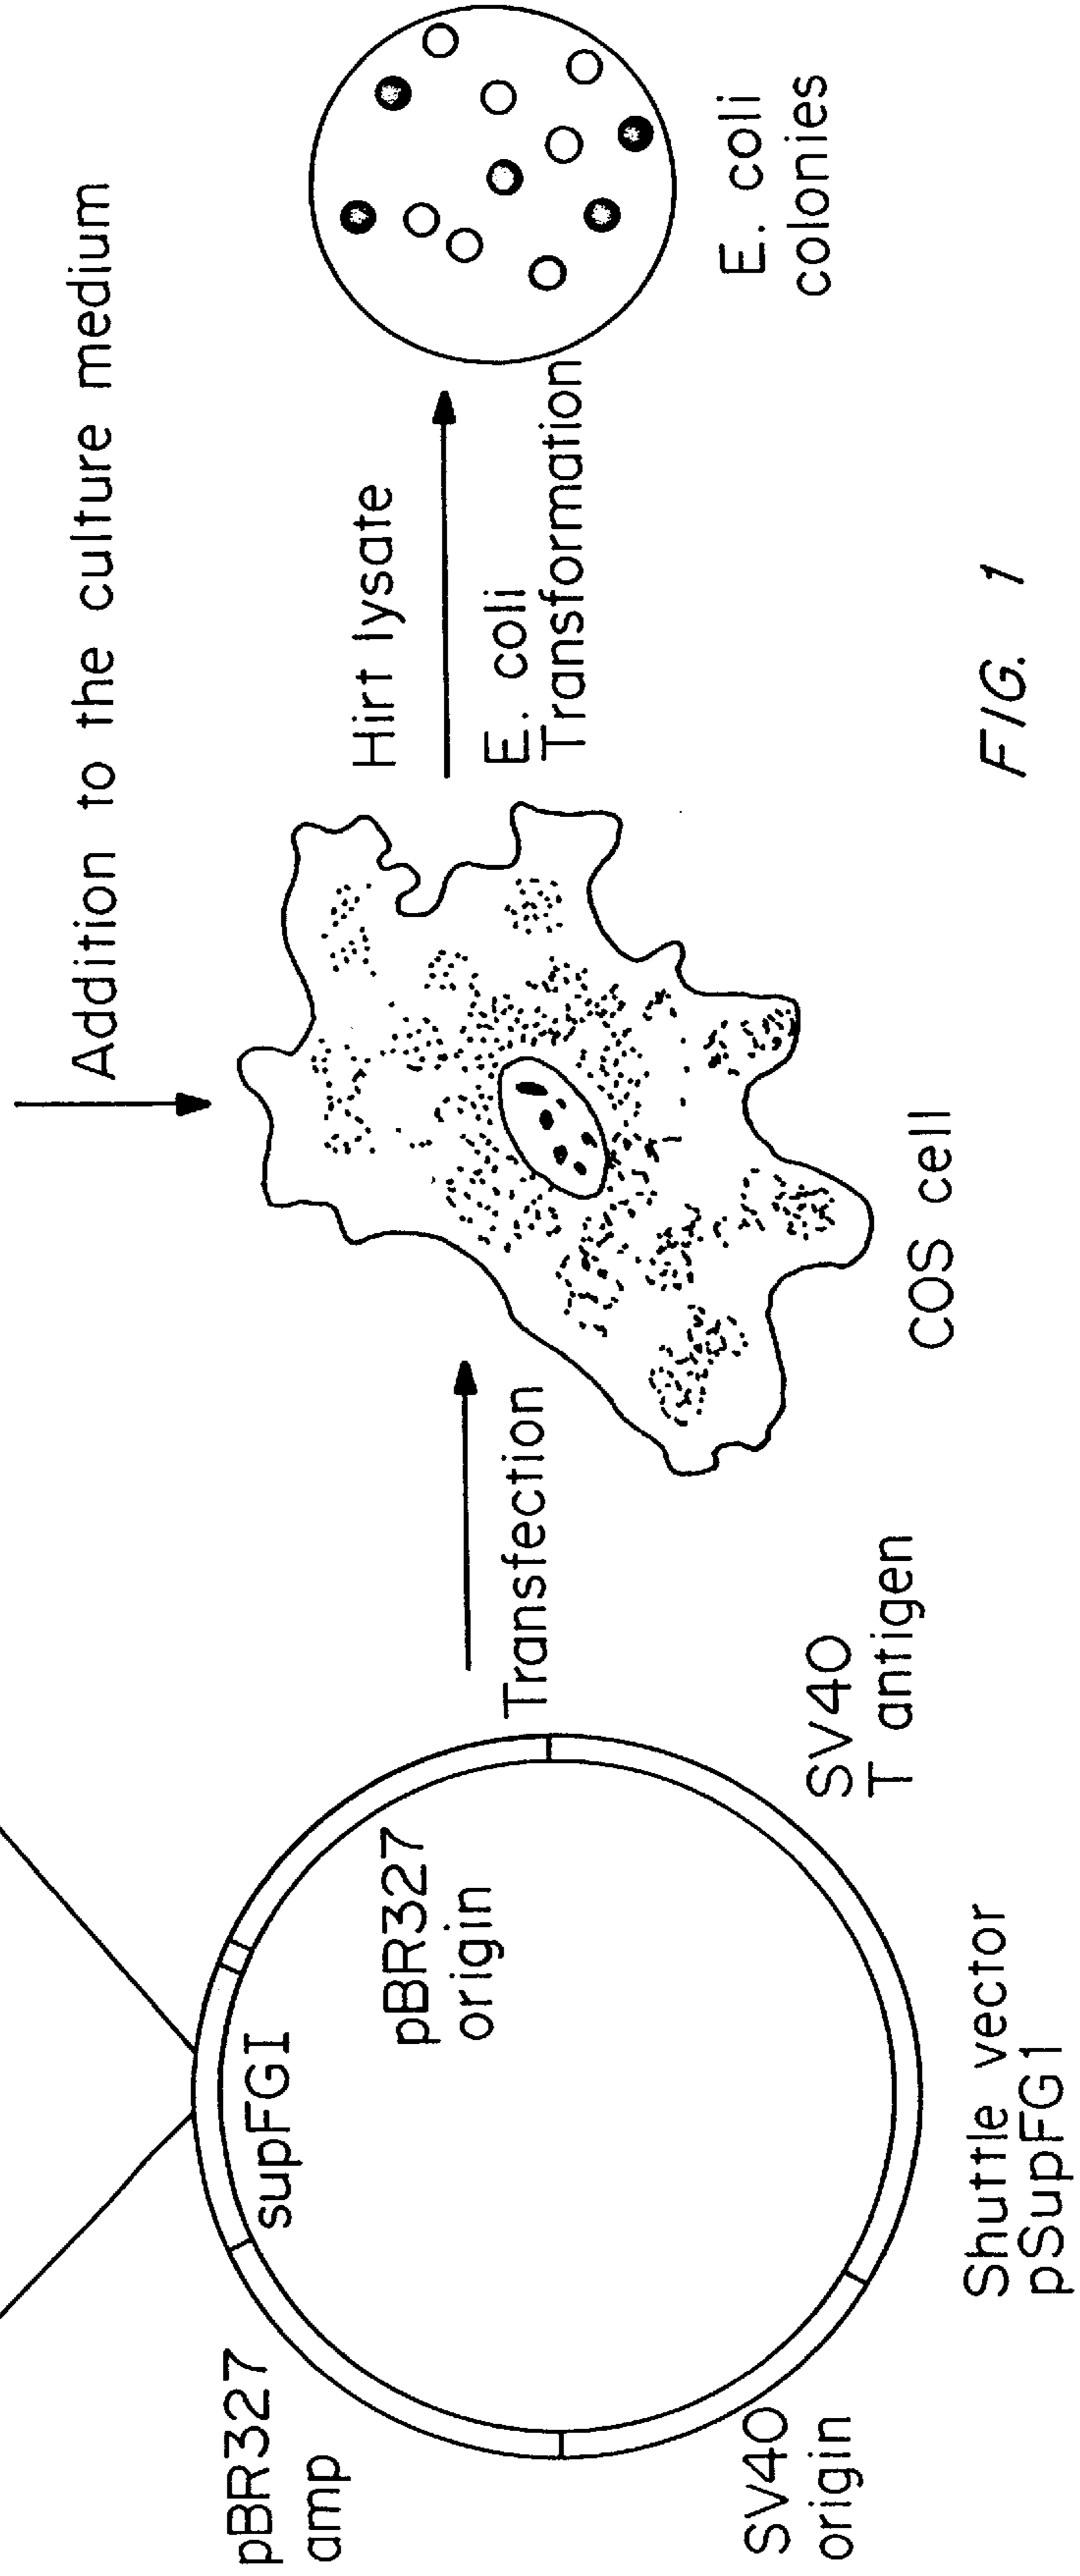 Addition to the culture medium
pBR327
amp
supFGI
pBR327
origin
SV40
origin
SV40
T antigen
Shuttle vector
pSupFG1
Transfection
COS cell
Hirt lysate
E. coli
Transformation
E. coli
colonies
FIG. 1